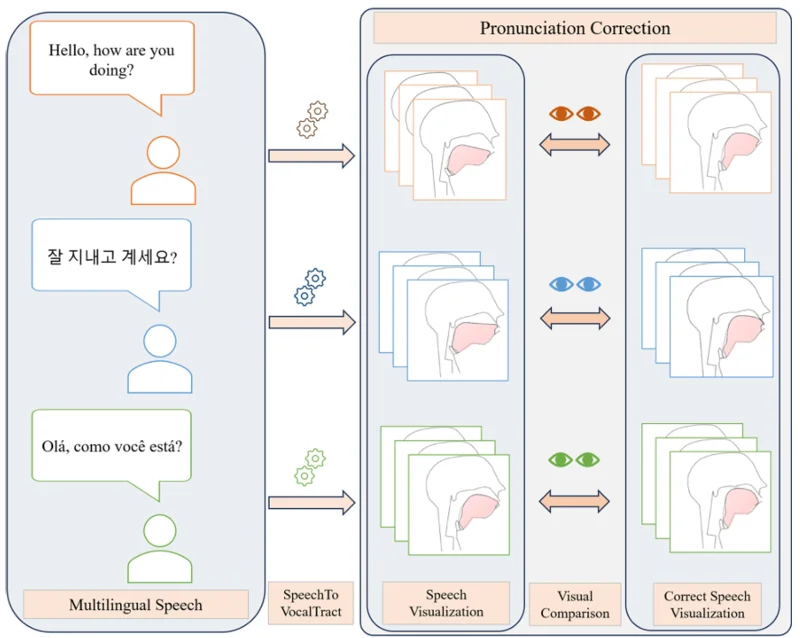 Pronunciation Correction
Hello, how are you
doing?
잘 지내고 계세요?
Olá, como você está?
Multilingual Speech
SpeechTo
VocalTract
Speech
Visualization
Visual
Comparison
Correct Speech
Visualization